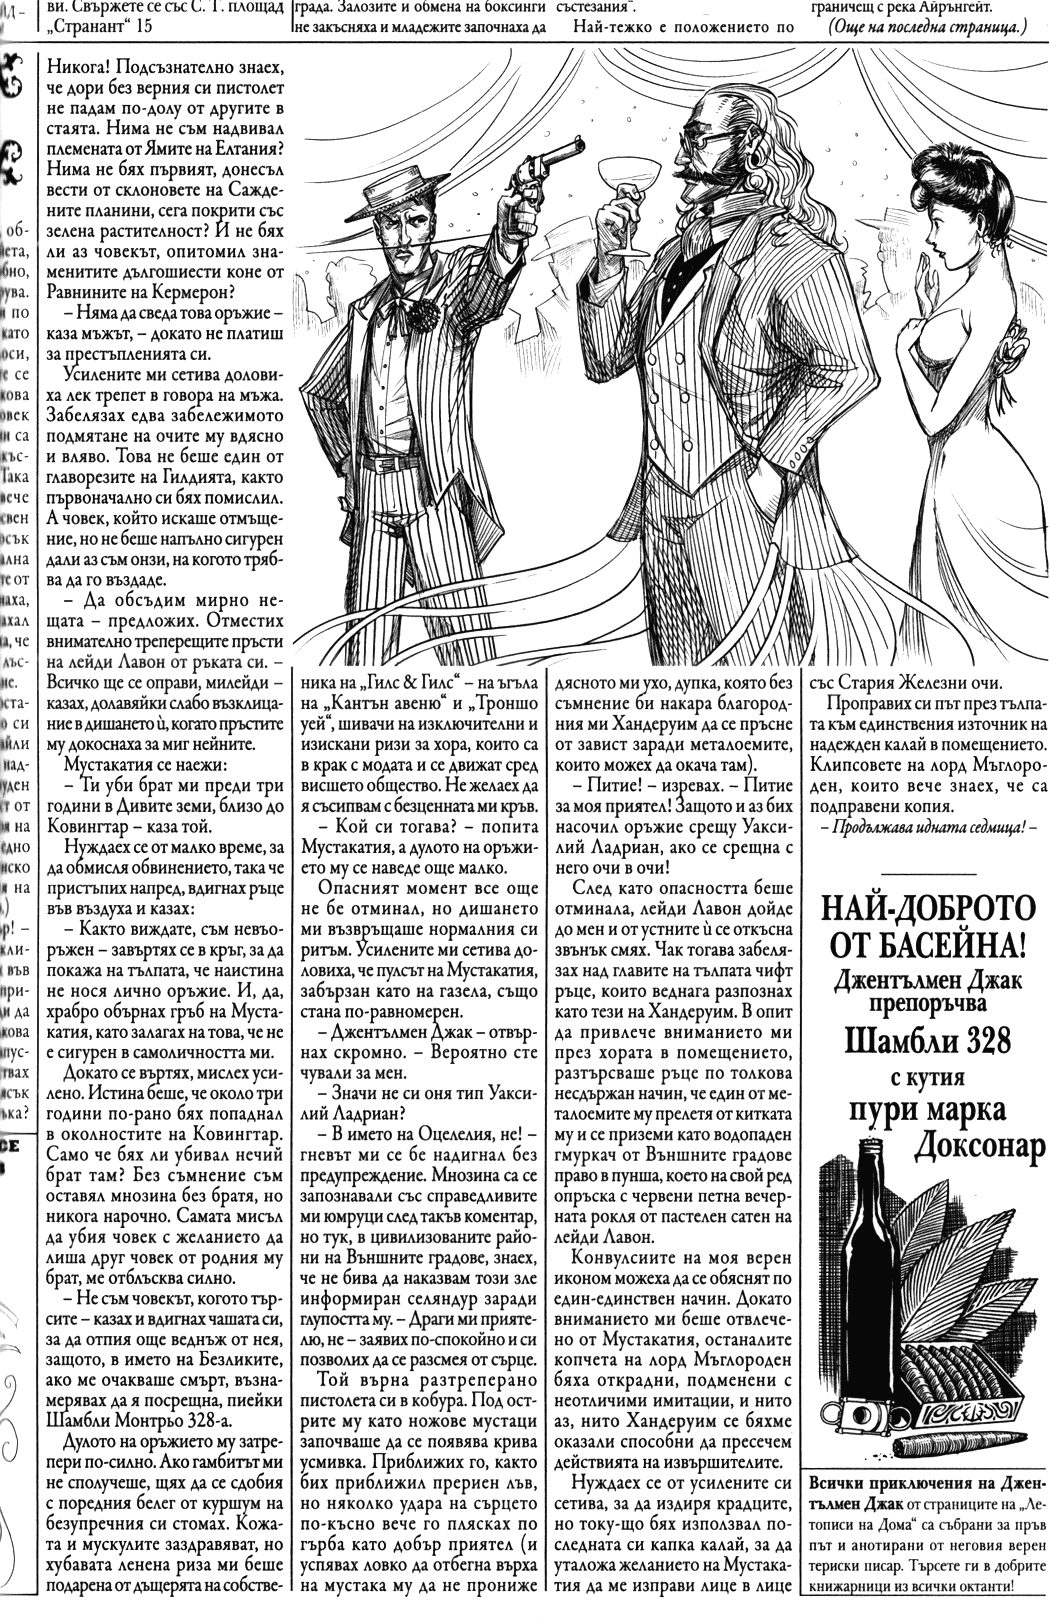 ви. Свържете се със С. Т. площад
„Странант“ 15
града. Залозите и обмена на боксинги
не закъсняха и младежите започнаха да
състезания“.
Най-тежко е положението по
граничещ с река Айрънгейт.
(Още на последна страница.)
Никога! Подсъзнателно знаех,
че дори без верния си пистолет
не падам по-долу от другите в
стаята. Нима не съм надвивал
племената от Ямите на Елтания?
Нима не бях първият, донесъл
вести от склоновете на Сажде-
ните планини, сега покрити със
зелена растителност? И не бях
ли аз човекът, опитомил зна-
менитите дългошиести коне от
Равнините на Кермерон?
– Няма да сведа това оръжие –
каза мъжът, – докато не платиш
за престъпленията си.
Усилените ми сетива долови-
ха лек трепет в говора на мъжа.
Забелязах едва забележимото
подмятане на очите му вдясно
и вляво. Това не беше един от
главорезите на Гилдията, както
първоначално си бях помислил.
А човек, който искаше отмъще-
ние, но не беше напълно сигурен
дали аз съм онзи, на когото тряб-
ва да го въздаде.
– Да обсъдим мирно не-
щата – предложих. Отместих
внимателно треперещите пръсти
на лейди Лавон от ръката си. –
Всичко ще се оправи, милейди –
казах, долавяйки слабо възклица-
ние в дишането ѝ, когато пръстите
му докоснаха за миг нейните.
Мустакатия се наежи:
– Ти уби брат ми преди три
години в Дивите земи, близо до
Ковингтар – каза той.
Нуждаех се от малко време, за
да обмисля обвинението, така че
пристъпих напред, вдигнах ръце
във въздуха и казах:
– Както виждате, съм невъо-
ръжен – завъртях се в кръг, за да
покажа на тълпата, че наистина
не нося лично оръжие. И, да,
храбро обърнах гръб на Муста-
катия, като залагах на това, че не
е сигурен в самоличността ми.
Докато се въртях, мислех уси-
лено. Истина беше, че около три
години по-рано бях попаднал
в околностите на Ковингтар.
Само че бях ли убивал нечий
брат там? Без съмнение съм
оставял мнозина без братя, но
никога нарочно. Самата мисъл
да убия човек с желанието да
лиша друг човек от родния му
брат, ме отблъсква силно.
– Не съм човекът, когото тър-
сите – казах и вдигнах чашата си,
за да отпия още веднъж от нея,
защото, в името на Безликите,
ако ме очакваше смърт, възна-
мерявах да я посрещна, пиейки
Шамбли Монтрьо 328-а.
Дулото на оръжието му затре-
пери по-силно. Ако гамбитът ми
не сполучеше, щях да се сдобия
с поредния белег от куршум на
безупречния си стомах. Кожа-
та и мускулите заздравяват, но
хубавата ленена риза ми беше
подарена от дъщерята на собстве-
ника на „Гилс & Гилс“ – на ъгъла
на „Кантън авеню“ и „Троншо
уей“, шивачи на изключителни и
изискани ризи за хора, които са
в крак с модата и се движат сред
висшето общество. Не желаех да
я съсипвам с безценната ми кръв.
– Кой си тогава? – попита
Мустакатия, а дулото на оръжи-
ето му се наведе още малко.
Опасният момент все още
не бе отминал, но дишането
ми възвръщаше нормалния си
ритъм. Усилените ми сетива до-
ловиха, че пулсът на Мустакатия,
забързан като на газела, също
стана по-равномерен.
– Джентълмен Джак – отвър-
нах скромно. – Вероятно сте
чували за мен.
– Значи не си оня тип Уакси-
лий Ладриан?
– В името на Оцелелия, не! –
гневът ми се бе надигнал без
предупреждение. Мнозина са се
запознавали със справедливите
ми юмруци след такъв коментар,
но тук, в цивилизованите райо-
ни на Външните градове, знаех,
че не бива да наказвам този зле
информиран селяндур заради
глупостта му. – Драги ми прияте-
лю, не – заявих по-спокойно и си
позволих да се разсмея от сърце.
Той върна разтреперано
пистолета си в кобура. Под ост-
рите му като ножове мустаци
започваше да се появява крива
усмивка. Приближих го, както
бих приближил прериен лъв,
но няколко удара на сърцето
по-късно вече го плясках по
гърба като добър приятел (и
успявах ловко да отбегна върха
на мустака му да не прониже
дясното ми ухо, дупка, която без
съмнение би накара благород-
ния ми Хандеруим да се пръсне
от завист заради металоемите,
които можех да окача там).
– Питие! – изревах. – Питие
за моя приятел! Защото и аз бих
насочил оръжие срещу Уакси-
лий Ладриан, ако се срещна с
него очи в очи!
След като опасността беше
отминала, лейди Лавон дойде
до мен и от устните ѝ се откъсна
звънък смях. Чак тогава забеля-
зах над главите на тълпата чифт
ръце, които веднага разпознах
като тези на Хандеруим. В опит
да привлече вниманието ми
през хората в помещението,
разтърсваше ръце по толкова
несдържан начин, че един от ме-
талоемите му прелетя от китката
му и се приземи като водопаден
гмуркач от Външните градове
право в пунша, което на свой ред
опръска с червени петна вечер-
ната рокля от пастелен сатен на
лейди Лавон.
Конвулсиите на моя верен
иконом можеха да се обяснят по
един-единствен начин. Докато
вниманието ми беше отвлече-
но от Мустакатия, останалите
копчета на лорд Мъглороден
бяха открадни, подменени с
неотличими имитации, и нито
аз, нито Хандеруим се бяхме
оказали способни да пресечем
действията на извършителите.
Нуждаех се от усилените си
сетива, за да издиря крадците,
но току-що бях използвал по-
следната си капка калай, за да
уталожа желанието на Мустака-
тия да ме изправи лице в лице
със Стария Железни очи.
Проправих си път през тълпа-
та към единствения източник на
надежден калай в помещението.
Клипсовете на лорд Мъглоро-
ден, които вече знаех, че са
подправени копия.
– Продължава идната седмица! –
НАЙ-ДОБРОТО
ОТ БАСЕЙНА!
Джентълмен Джак
препоръчва
Шамбли 328
с кутия
пури марка
Доксонар
Всички приключения на Джен-
тълмен Джак от страниците на „Ле-
тописи на Дома“ са събрани за пръв
път и анотирани от неговия верен
териски писар. Търсете ги в добрите
книжарници из всички октанти!